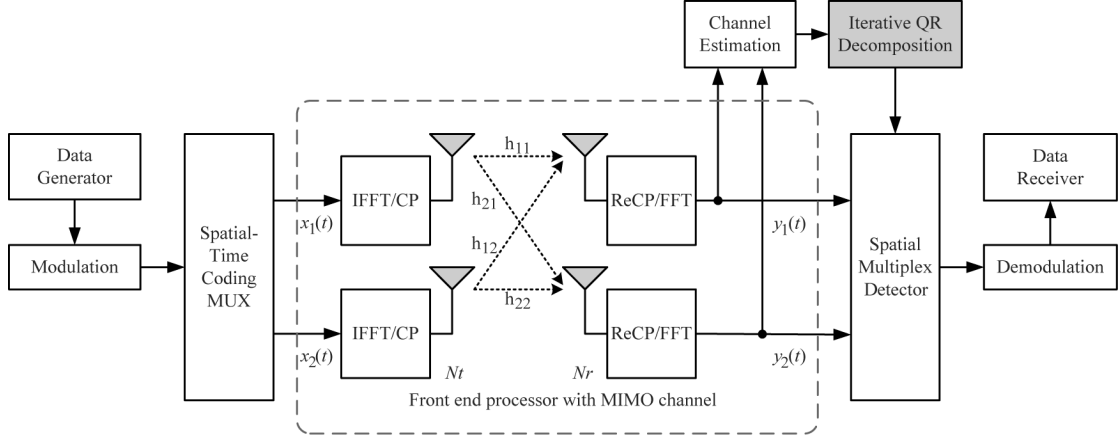 Channel
Estimation
Iterative QR
Decomposition
Data
Generator
Modulation
Spatial-
Time
Coding
MUX
x1(t)
x2(t)
IFFT/CP
IFFT/CP
Nt
h11
h21
h12
h22
Nr
ReCP/FFT
ReCP/FFT
y1(t)
y2(t)
Front end processor with MIMO channel
Spatial
Multiplex
Detector
Data
Receiver
Demodulation